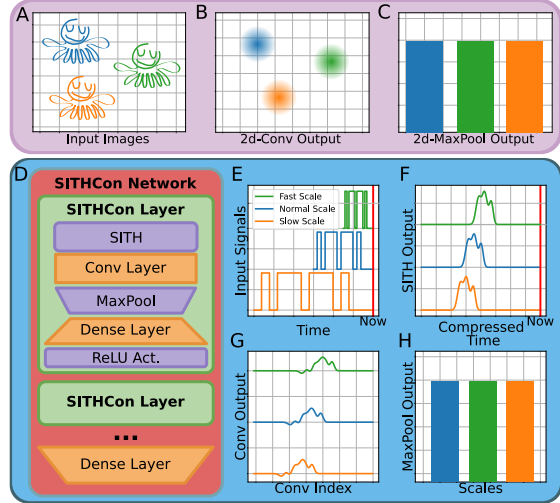 A
Input Images
B
2d-Conv Output
C
2d-MaxPool Output
D
SITHCon Network
SITHCon Layer
SITH
Conv Layer
MaxPool
Dense Layer
ReLU Act.
SITHCon Layer
...
Dense Layer
E
Input Signals
Fast Scale
Normal Scale
Slow Scale
Now
Time
F
SITH Output
Now
Compressed
Time
G
Conv Output
Conv Index
H
MaxPool Output
Scales